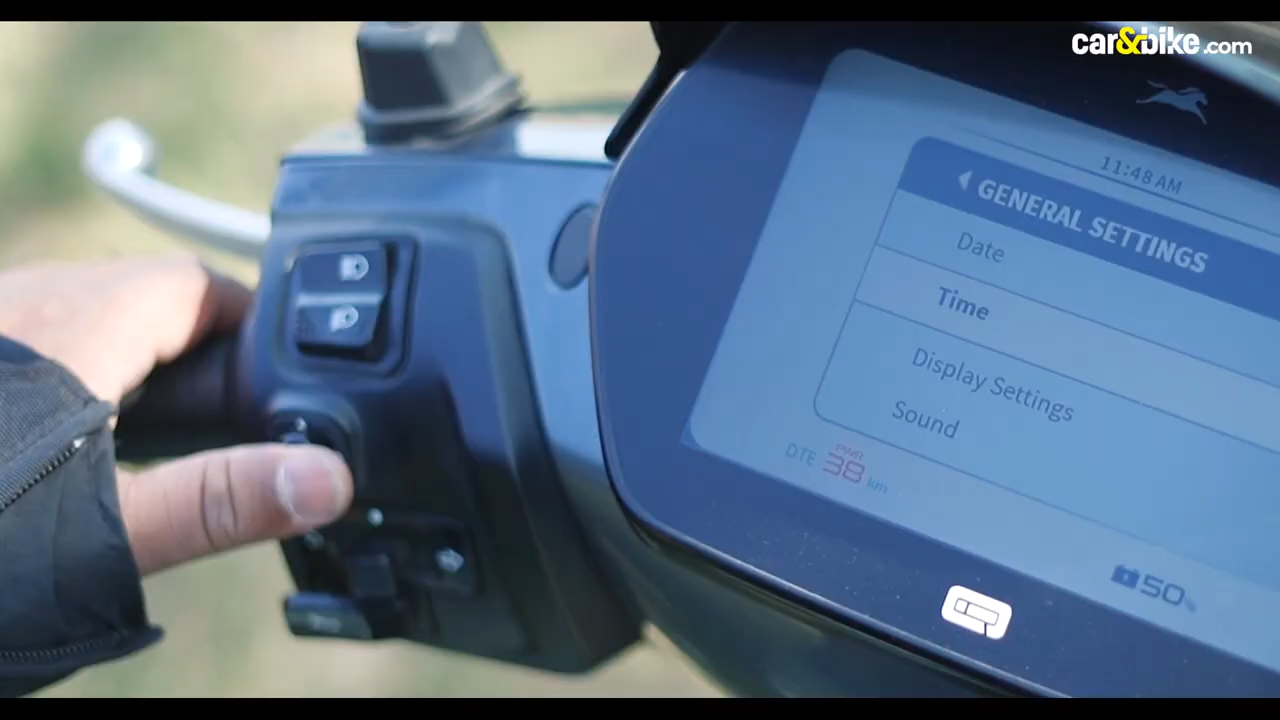 car&bike.com
11:48 AM
GENERAL SETTINGS
Date
Time
Display Settings
Sound
DTE PWR 38 km
50%